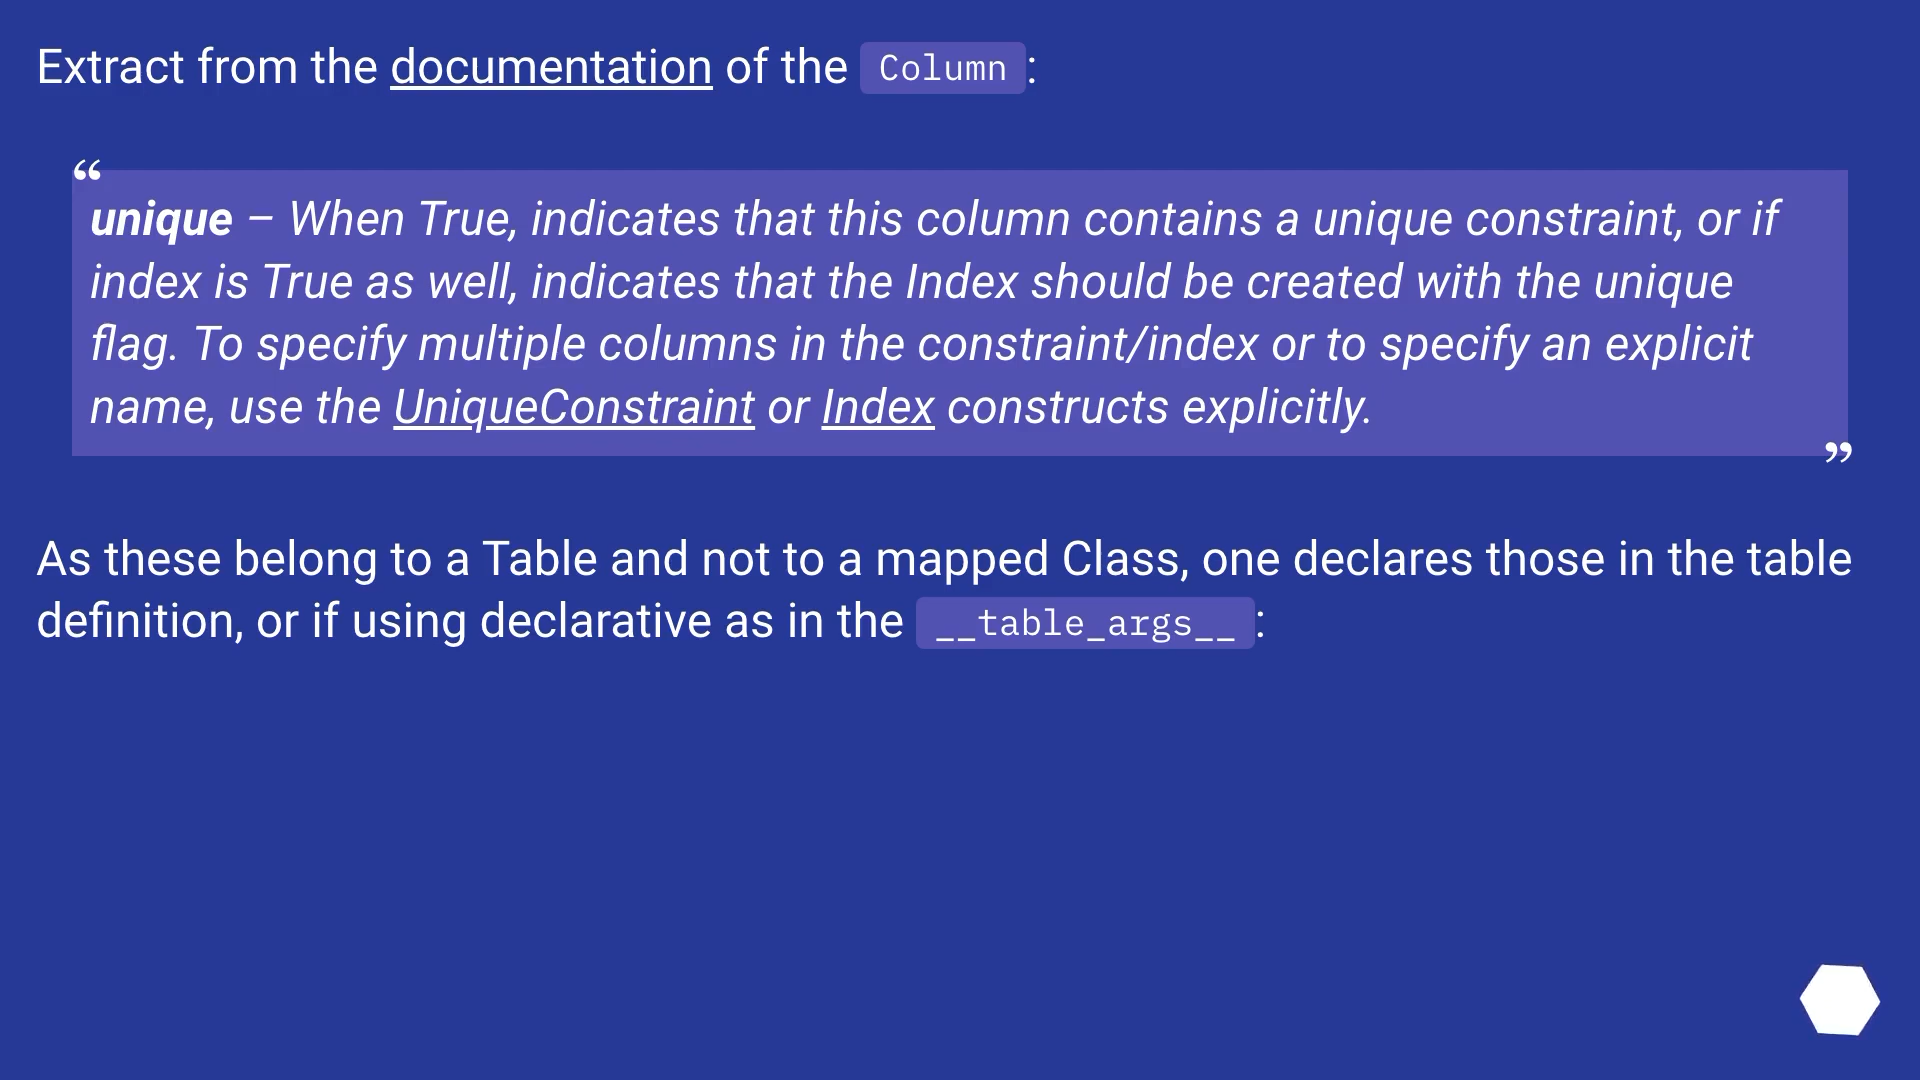 Extract from the documentation of the Column:
“
unique – When True, indicates that this column contains a unique constraint, or if
index is True as well, indicates that the Index should be created with the unique
flag. To specify multiple columns in the constraint/index or to specify an explicit
name, use the UniqueConstraint or Index constructs explicitly.
”
As these belong to a Table and not to a mapped Class, one declares those in the table
definition, or if using declarative as in the __table_args__: